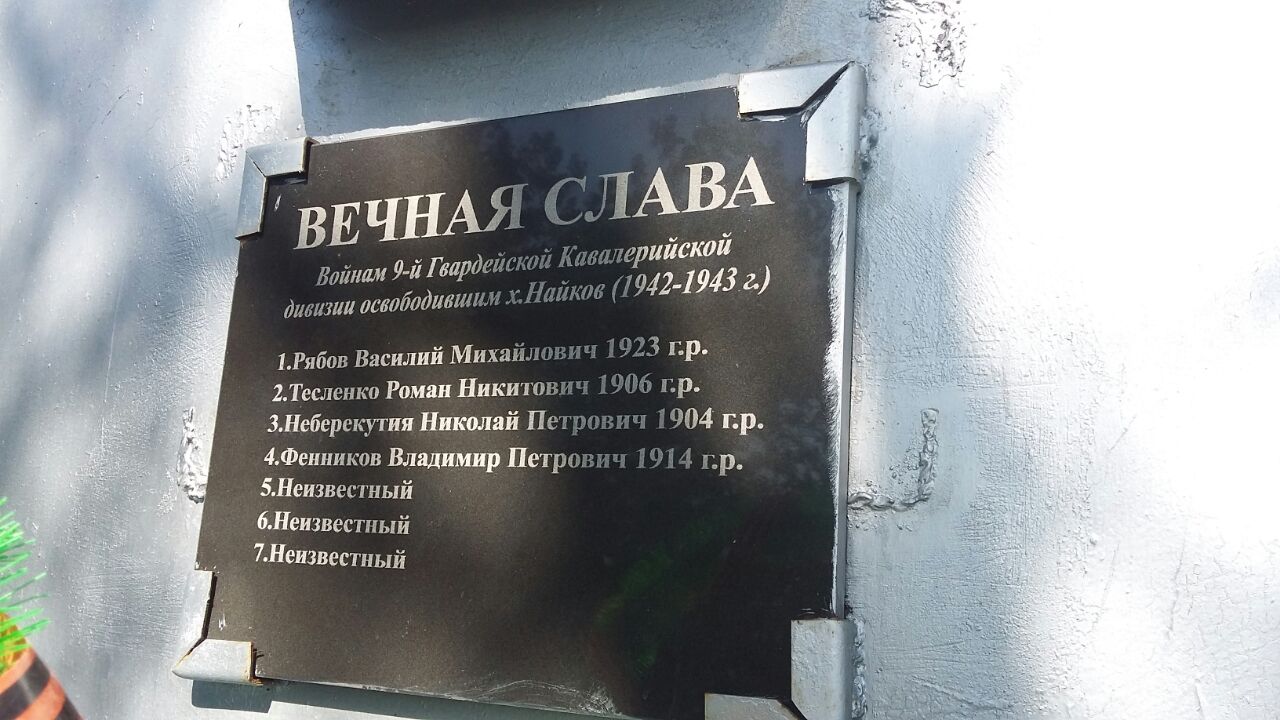 ВЕЧНАЯ СЛАВА
Войнам 9-й Гвардейской Кавалерийской
дивизии освободившим х.Найков (1942-1943 г.)
1.Рябов Василий Михайлович 1923 г.р.
2.Тесленко Роман Никитович 1906 г.р.
3.Неберекутия Николай Петрович 1904 г.р.
4.Фенников Владимир Петрович 1914 г.р.
5.Неизвестный
6.Неизвестный
7.Неизвестный